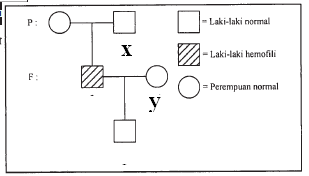 P :
= Laki-laki normal
X
= Laki-laki hemofili
F :
y
= Perempuan normal